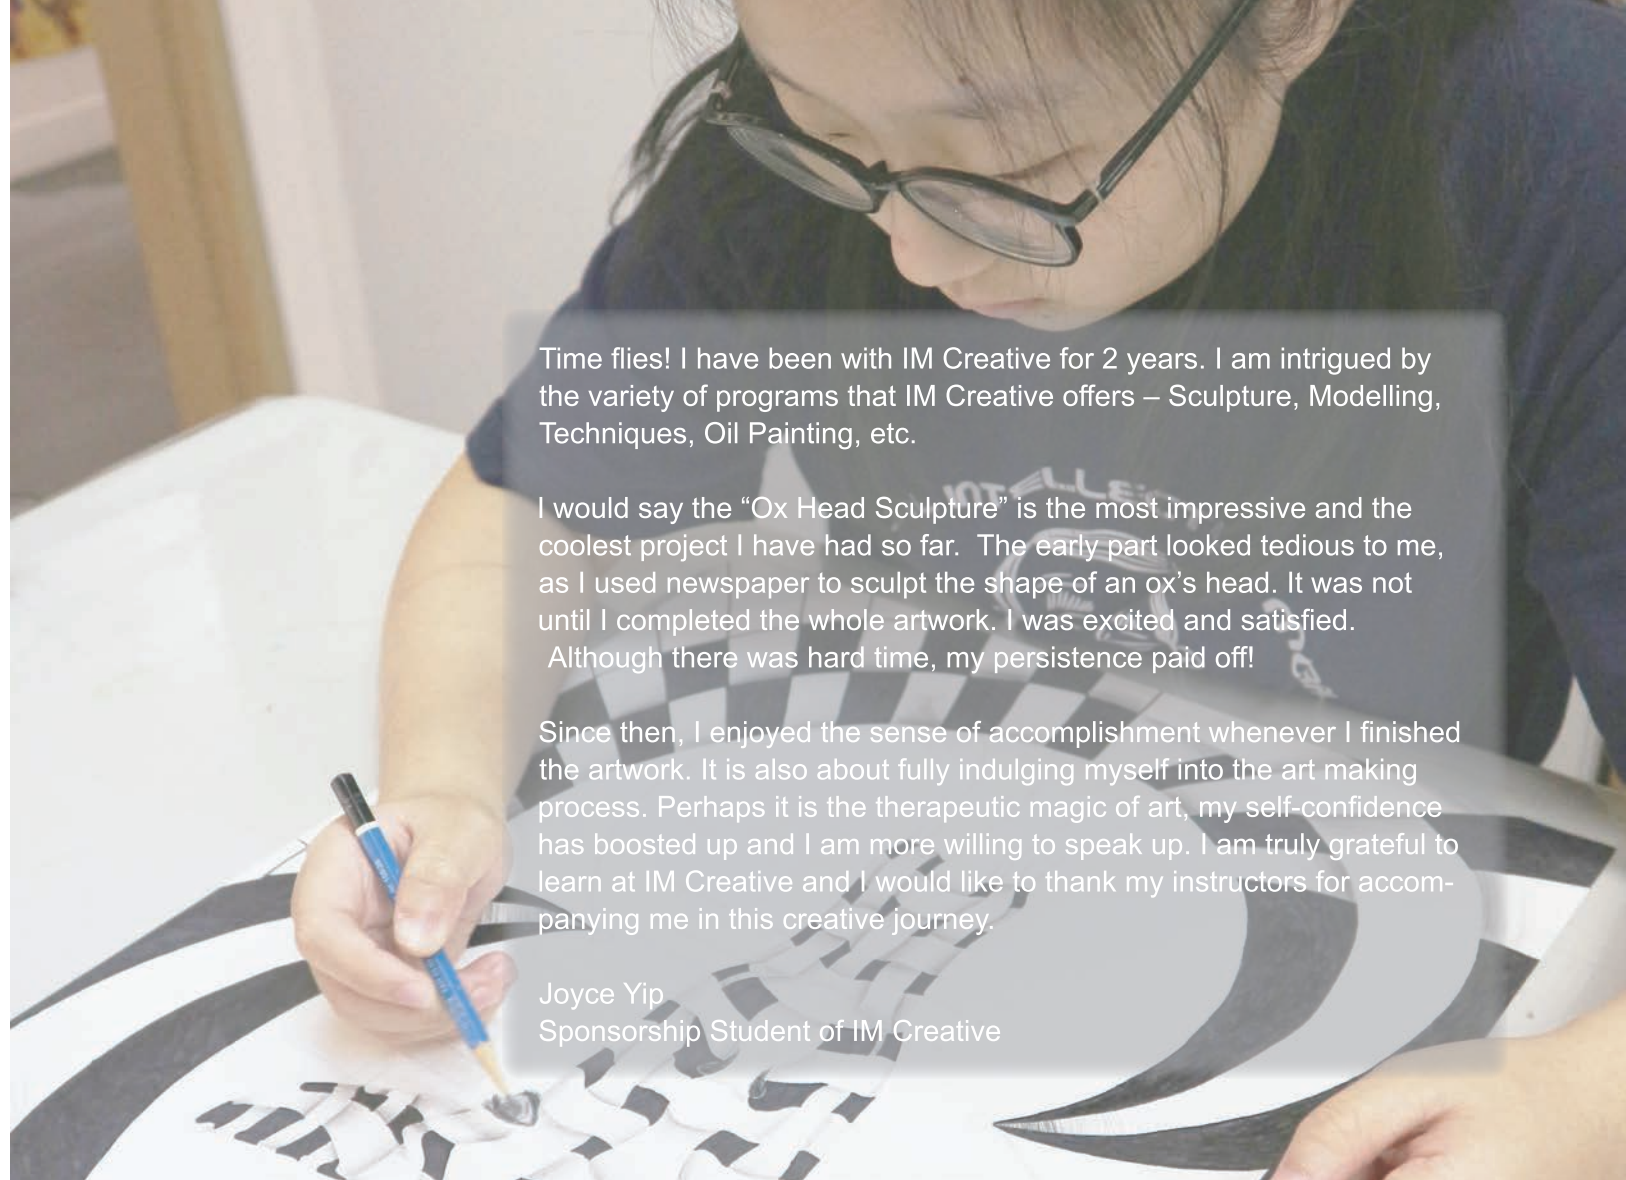 Time flies! I have been with IM Creative for 2 years. I am intrigued by
the variety of programs that IM Creative offers – Sculpture, Modelling,
Techniques, Oil Painting, etc.
I would say the “Ox Head Sculpture” is the most impressive and the
coolest project I have had so far.  The early part looked tedious to me,
as I used newspaper to sculpt the shape of an ox’s head. It was not
until I completed the whole artwork. I was excited and satisfied.
Although there was hard time, my persistence paid off!
Since then, I enjoyed the sense of accomplishment whenever I finished
the artwork. It is also about fully indulging myself into the art making
process. Perhaps it is the therapeutic magic of art, my self-confidence
has boosted up and I am more willing to speak up. I am truly grateful to
learn at IM Creative and I would like to thank my instructors for accom-
panying me in this creative journey.
Joyce Yip
Sponsorship Student of IM Creative